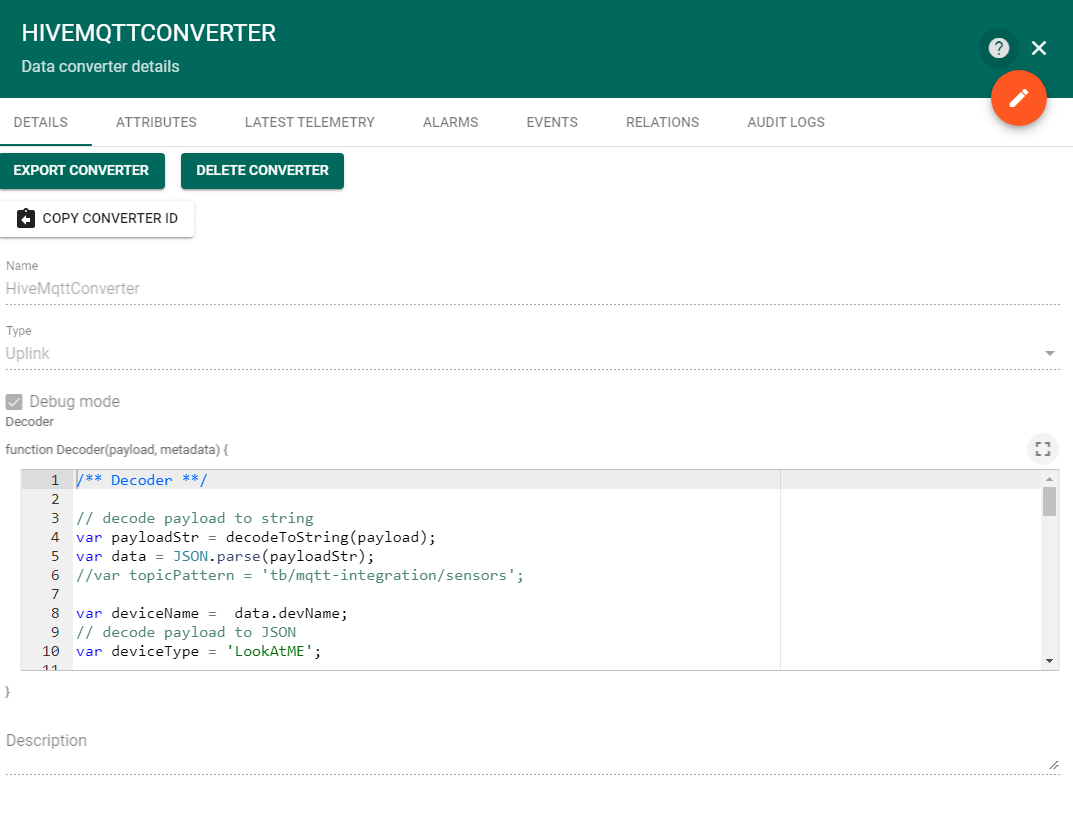 HIVEMQTTCONVERTER
Data converter details
DETAILS ATTRIBUTES LATEST TELEMETRY ALARMS EVENTS RELATIONS AUDIT LOGS
EXPORT CONVERTER DELETE CONVERTER
COPY CONVERTER ID
Name
HiveMqttConverter
Type
Uplink
Debug mode
Decoder
function Decoder(payload, metadata) {
1 /** Decoder **/
2
3 // decode payload to string
4 var payloadStr = decodeToString(payload);
5 var data = JSON.parse(payloadStr);
6 //var topicPattern = 'tb/mqtt-integration/sensors';
7
8 var deviceName =  data.devName;
9 // decode payload to JSON
10 var deviceType = 'LookAtME';
11
}
Description